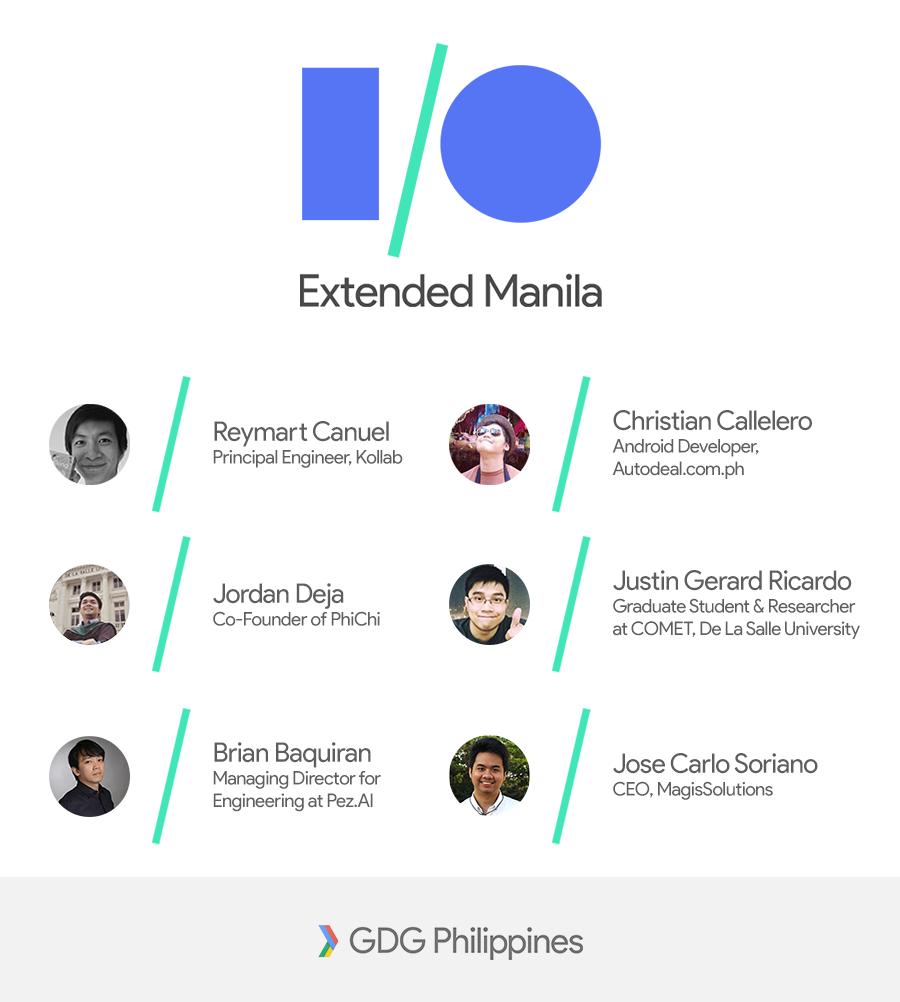 I/O
Extended Manila
Reymart Canuel
Principal Engineer, Kollab
Christian Callelero
Android Developer,
Autodeal.com.ph
Jordan Deja
Co-Founder of PhiChi
Justin Gerard Ricardo
Graduate Student & Researcher
at COMET, De La Salle University
Brian Baquiran
Managing Director for
Engineering at Pez.AI
Jose Carlo Soriano
CEO, MagisSolutions
GDG Philippines